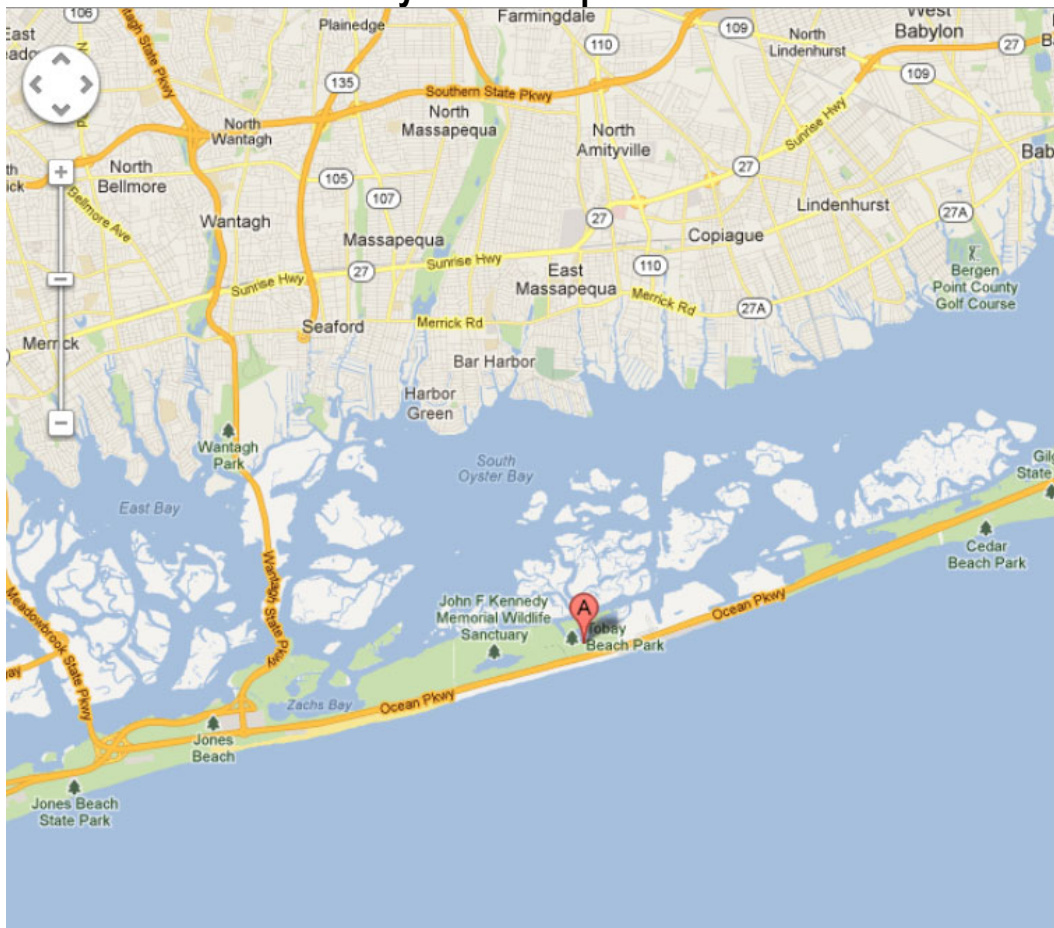 106
Plainedge
Farmingdale
110
109
North
Lindenhurst
West
Babylon
27
109
East
135
Southern State Pkwy
North
Massapequa
North
Wantagh
North
Amityville
Sunrise Hwy
North
Bellmore
105
107
27
Bellmore Ave
Wantagh
Massapequa
27
Lindenhurst
27A
Copiague
Sunrise Hwy
27
Sunrise Hwy
110
East
Massapequa
Bergen
Point County
Golf Course
Merrick Rd
27A
Seaford
Merrick Rd
Merrick
Bar Harbor
Harbor
Green
Wantagh
Park
South
Oyster Bay
East Bay
State
Cedar
Beach Park
Wantagh State Pkwy
Meadowbrook State Pkwy
John F Kennedy
Memorial Wildlife
Sanctuary
A
Tobay
Beach Park
Ocean Pkwy
Ocean Pkwy
Zachs Bay
Jones
Beach
Jones Beach
State Park